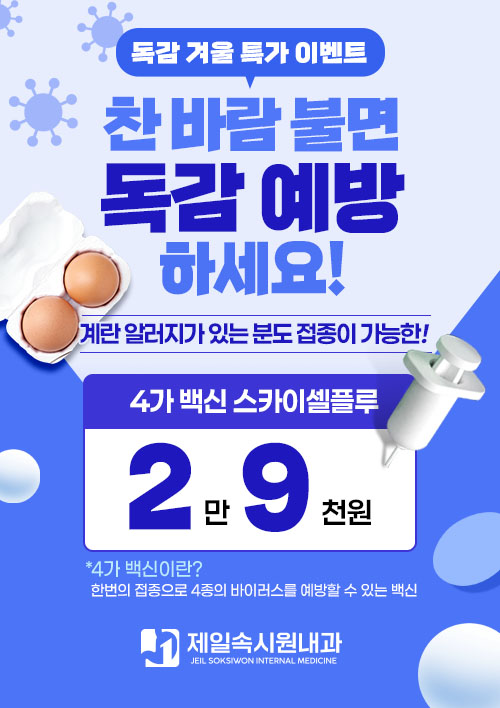 독감 겨울 특가 이벤트
찬 바람 불면
독감 예방
하세요!
계란 알러지가 있는 분도 접종이 가능한!
4가 백신 스카이셀플루
2만 9천원
*4가 백신이란?
한번의 접종으로 4종의 바이러스를 예방할 수 있는 백신
제일속시원내과
JEIL SOKSIWON INTERNAL MEDICINE